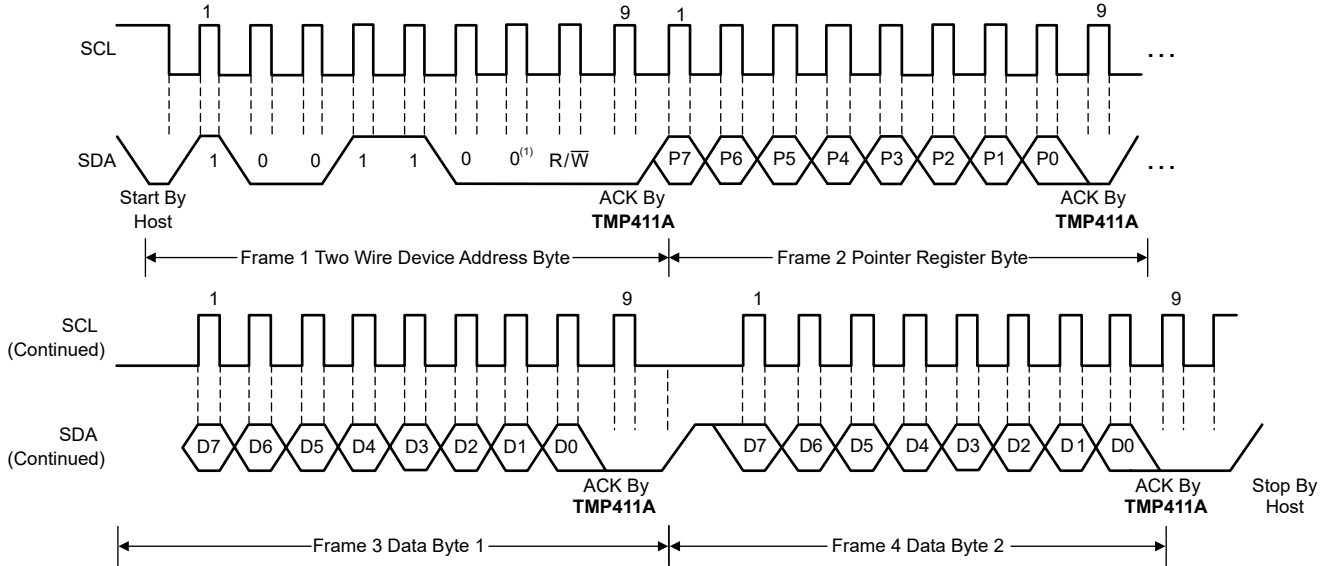 1 9 1 9
SCL ...
SDA 1 0 0 1 1 0 0(1) R/W̅ P7 P6 P5 P4 P3 P2 P1 P0 ...
Start By
Host
ACK By
TMP411A
ACK By
TMP411A
Frame 1 Two Wire Device Address Byte
Frame 2 Pointer Register Byte
1 9 1 9
SCL
(Continued)
SDA
(Continued)
D7 D6 D5 D4 D3 D2 D1 D0 D7 D6 D5 D4 D3 D2 D1 D0
ACK By
TMP411A
ACK By
TMP411A
Stop By
Host
Frame 3 Data Byte 1
Frame 4 Data Byte 2